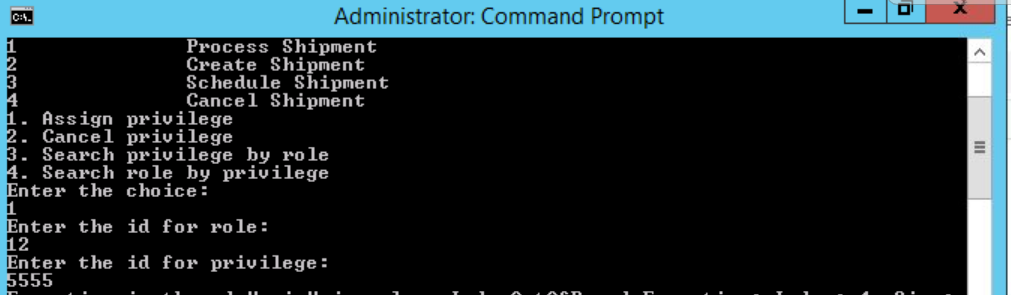 Administrator: Command Prompt
1 Process Shipment
2 Create Shipment
3 Schedule Shipment
4 Cancel Shipment
1. Assign privilege
2. Cancel privilege
3. Search privilege by role
4. Search role by privilege
Enter the choice:
1
Enter the id for role:
12
Enter the id for privilege:
5555